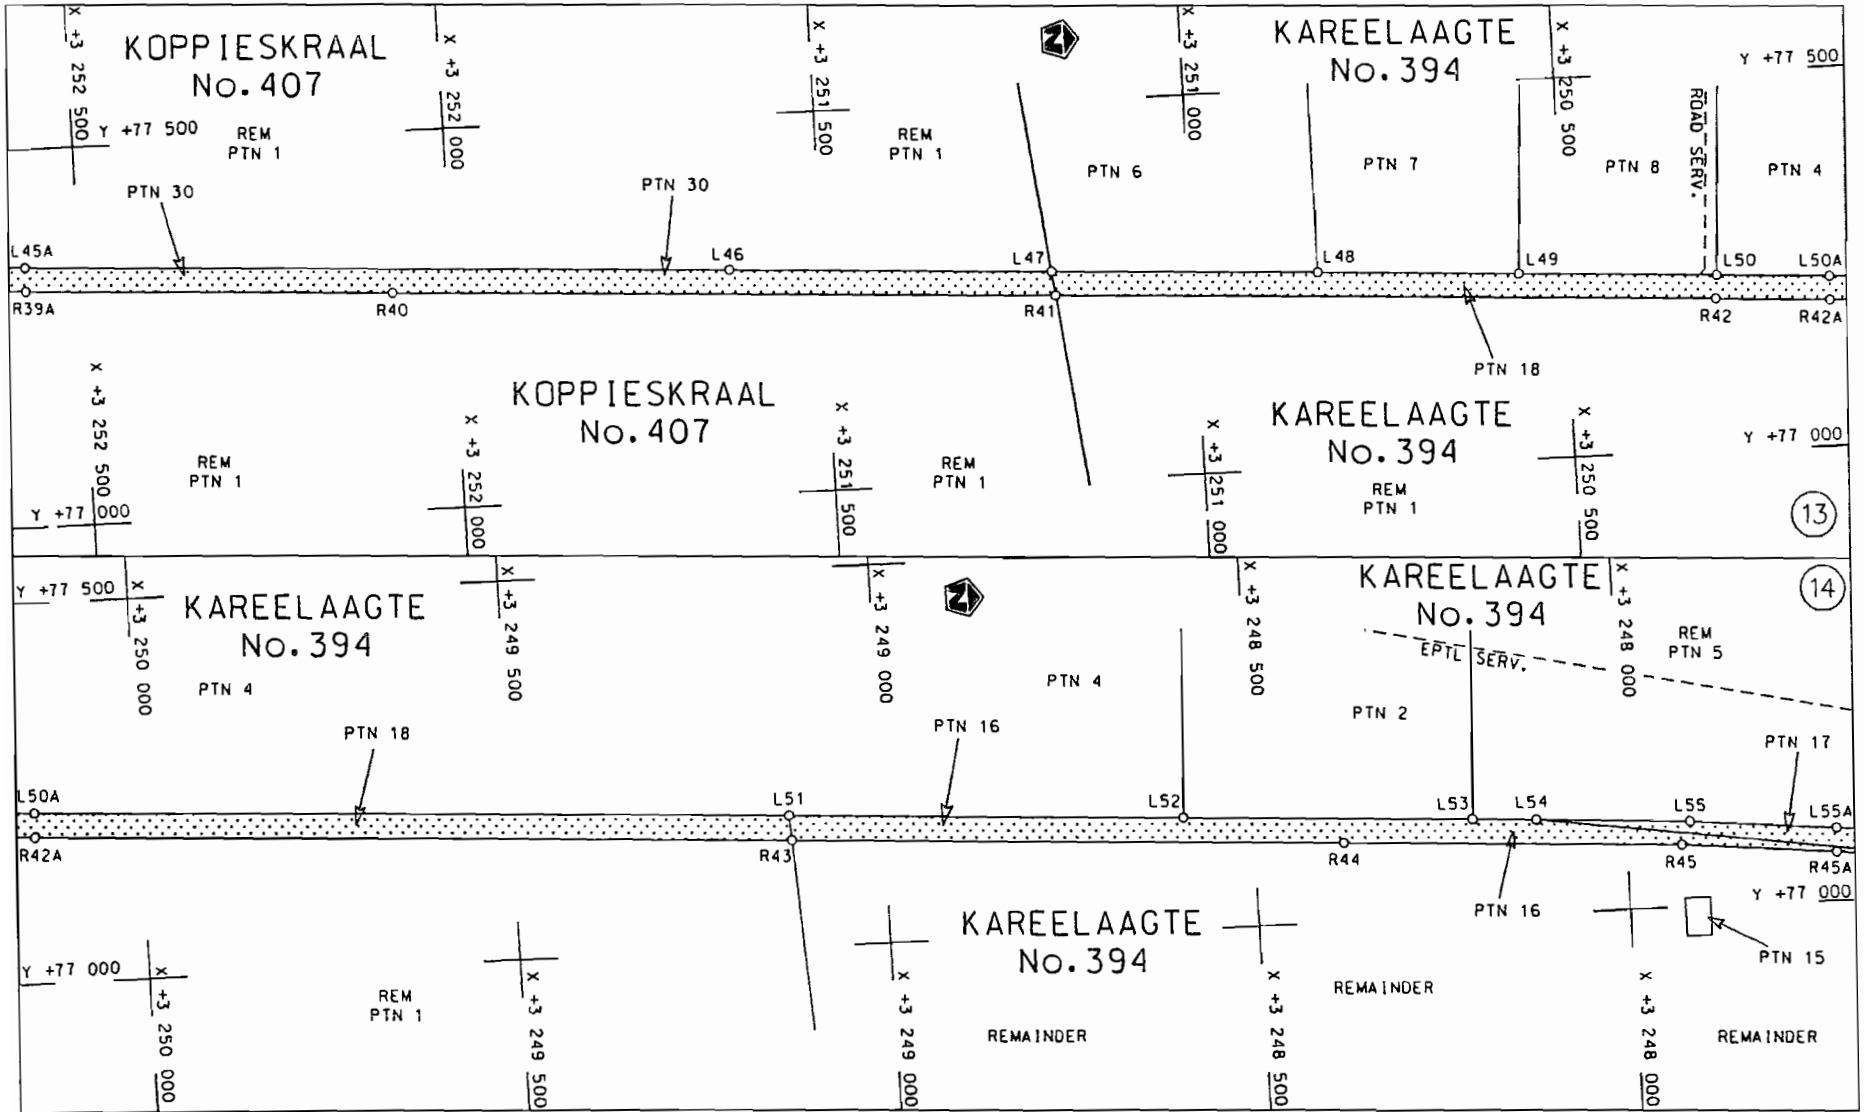 X +3 252 500
KOPPIESKRAAL
No. 407
X +3 252 000
X +3 251 500
N
X +3 251 000
KAREELAAGTE
No. 394
X +3 250 500
Y +77 500
Y +77 500
REM
PTN 1
REM
PTN 1
PTN 30
PTN 30
PTN 6
PTN 7
PTN 8
ROAD SERV.
PTN 4
L45A
L46
L47
L48
L49
L50
L50A
R39A
R40
R41
R42
R42A
PTN 18
X +3 252 500
KOPPIESKRAAL
No. 407
X +3 252 000
X +3 251 500
X +3 251 000
KAREELAAGTE
No. 394
X +3 250 500
Y +77 000
REM
PTN 1
REM
PTN 1
REM
PTN 1
Y +77 000
13
Y +77 500
X +3 250 000
KAREELAAGTE
No. 394
X +3 249 500
X +3 249 000
N
X +3 248 500
KAREELAAGTE
No. 394
X +3 248 000
14
REM
PTN 5
EPTL SERV.
PTN 4
PTN 4
PTN 2
PTN 18
PTN 16
PTN 17
L50A
L51
L52
L53
L54
L55
L55A
R42A
R43
R44
R45
R45A
Y +77 000
PTN 16
PTN 15
KAREELAAGTE
No. 394
Y +77 000
X +3 250 000
REM
PTN 1
X +3 249 500
X +3 249 000
X +3 248 500
X +3 248 000
REMAINDER
REMAINDER
REMAINDER